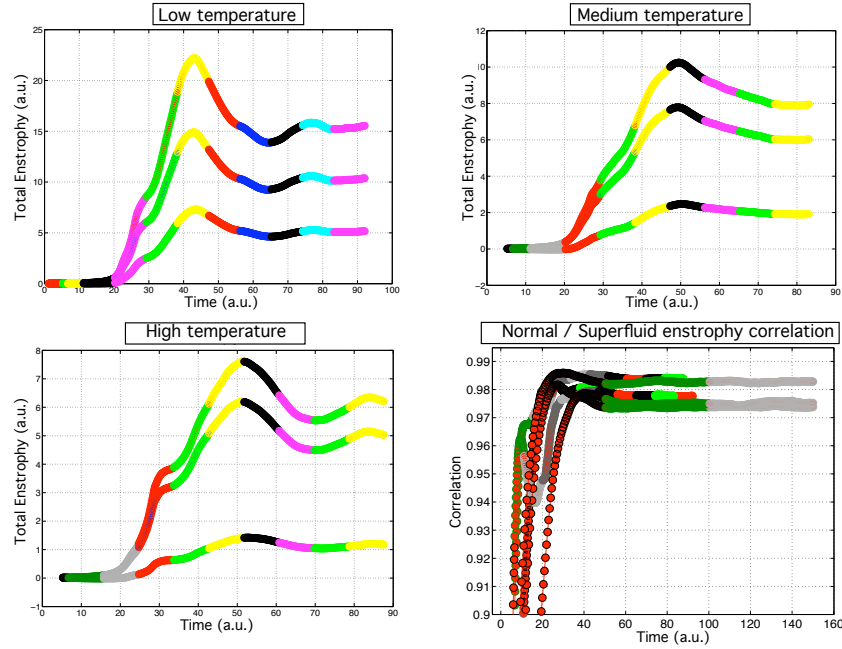 Low temperature
Total Enstrophy (a.u.)
25
20
15
10
5
0
0 10 20 30 40 50 60 70 80 90 100
Time (a.u.)
Medium temperature
Total Enstrophy (a.u.)
12
10
8
6
4
2
0
-2
0 10 20 30 40 50 60 70 80 90
Time (a.u.)
High temperature
Total Enstrophy (a.u.)
8
7
6
5
4
3
2
1
0
-1
0 10 20 30 40 50 60 70 80 90
Time (a.u.)
Normal / Superfluid enstrophy correlation
Correlation
0.99
0.98
0.97
0.96
0.95
0.94
0.93
0.92
0.91
0.9
0 20 40 60 80 100 120 140 160
Time (a.u.)